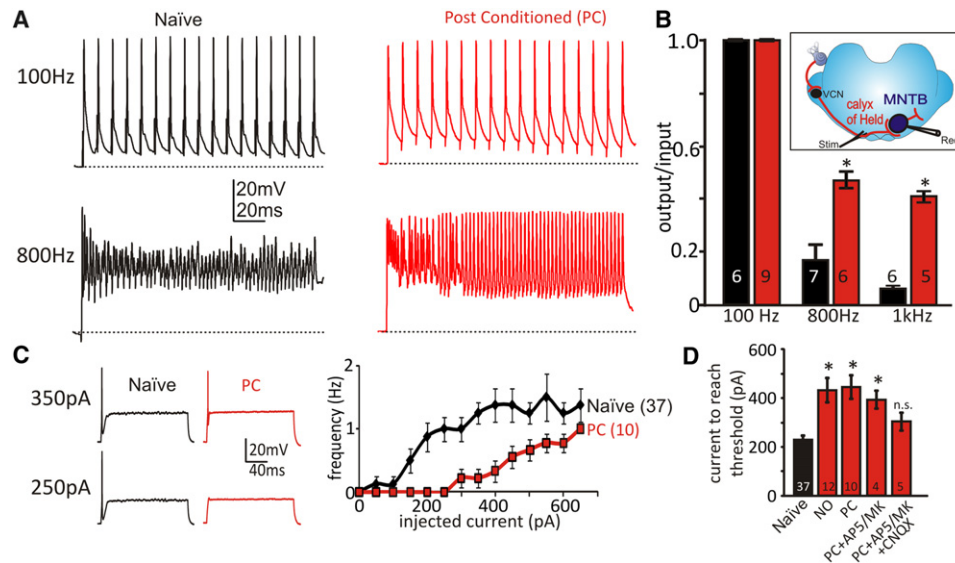 A
Naïve
Post Conditioned (PC)
100Hz
20mV
20ms
800Hz
B
output/input
1.0
0.6
0.2
0
6
9
7
6
6
5
*
*
100 Hz
800Hz
1kHz
VCN
calyx
of Held
MNTB
Stim
Rec
C
350pA
Naïve
PC
20mV
40ms
250pA
frequency (Hz)
2
1
0
Naïve (37)
PC (10)
0
200
400
600
injected current (pA)
D
current to reach
threshold (pA)
600
400
200
0
*
*
*
n.s.
37
12
10
4
5
Naïve
NO
PC
PC+AP5/MK
PC+AP5/MK
+CNQX